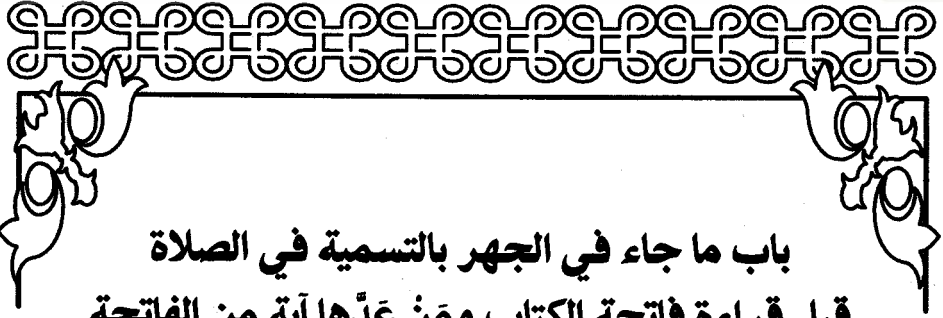 باب ما جاء في الجهر بالتسمية في الصلاة
قبل قراءة فاتحة الكتاب ومَنْ عَدَّها آية من الفاتحة